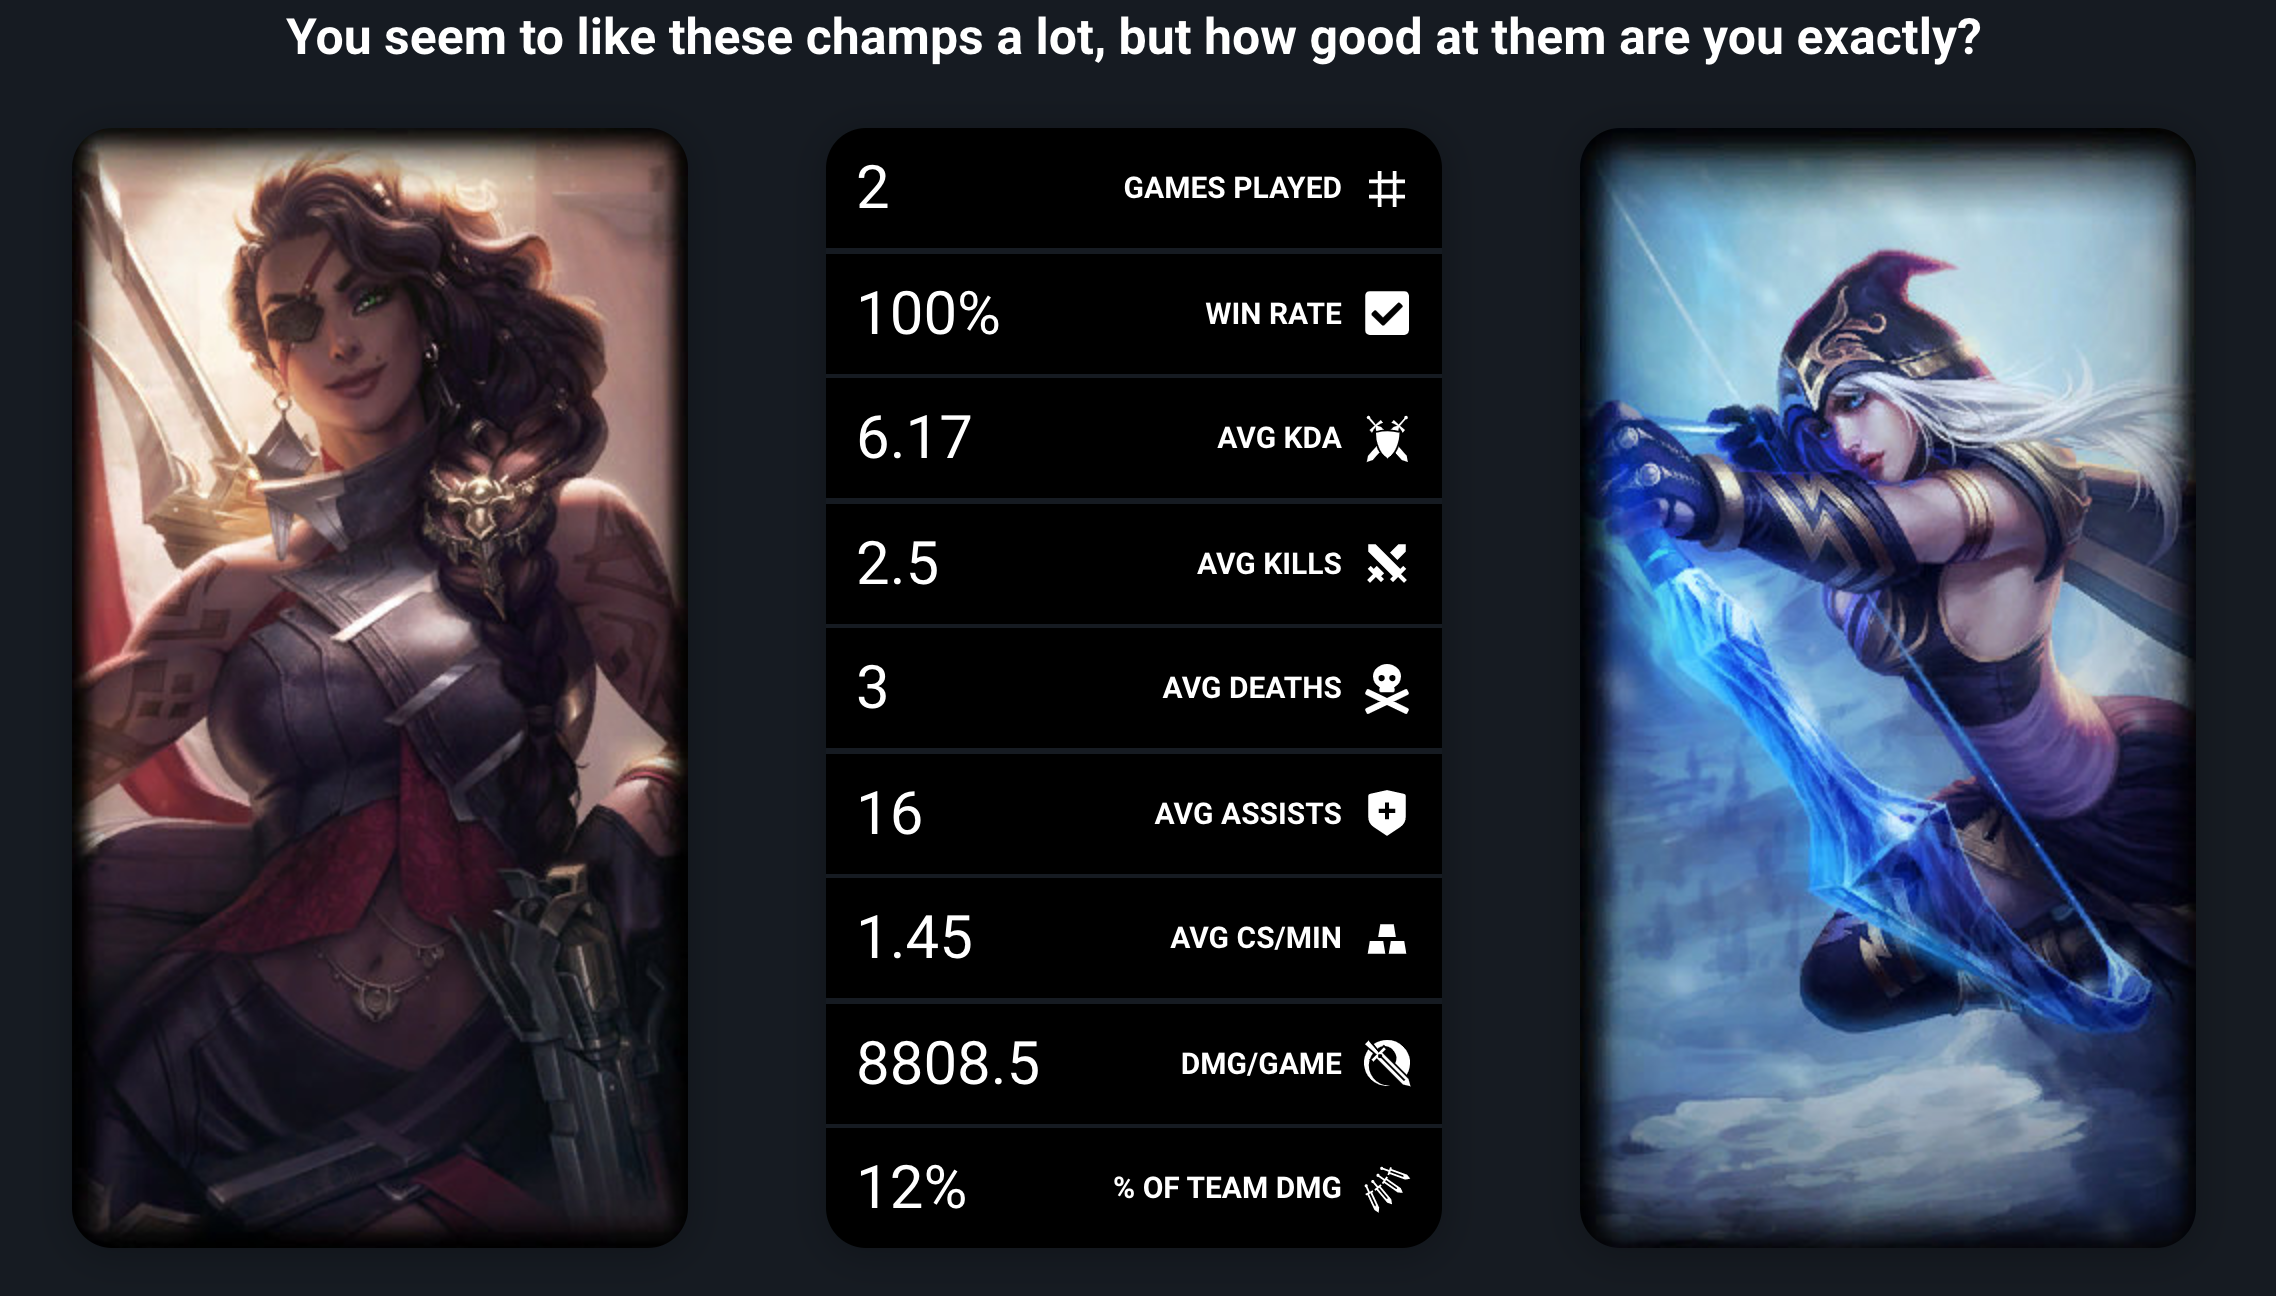 You seem to like these champs a lot, but how good at them are you exactly?
2 GAMES PLAYED
100% WIN RATE
6.17 AVG KDA
2.5 AVG KILLS
3 AVG DEATHS
16 AVG ASSISTS
1.45 AVG CS/MIN
8808.5 DMG/GAME
12% % OF TEAM DMG